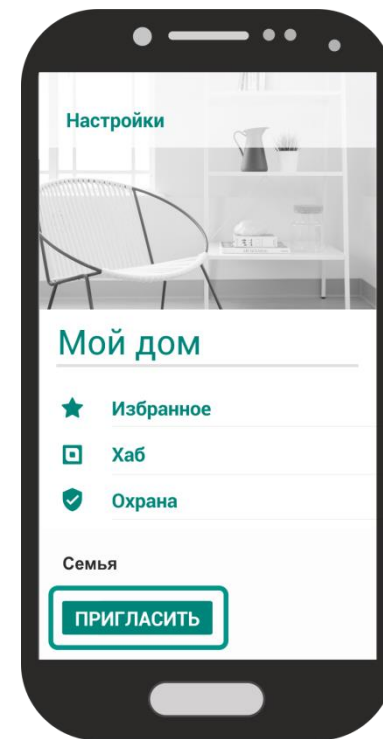 Настройки
Мой дом
Избранное
Хаб
Охрана
Семья
ПРИГЛАСИТЬ